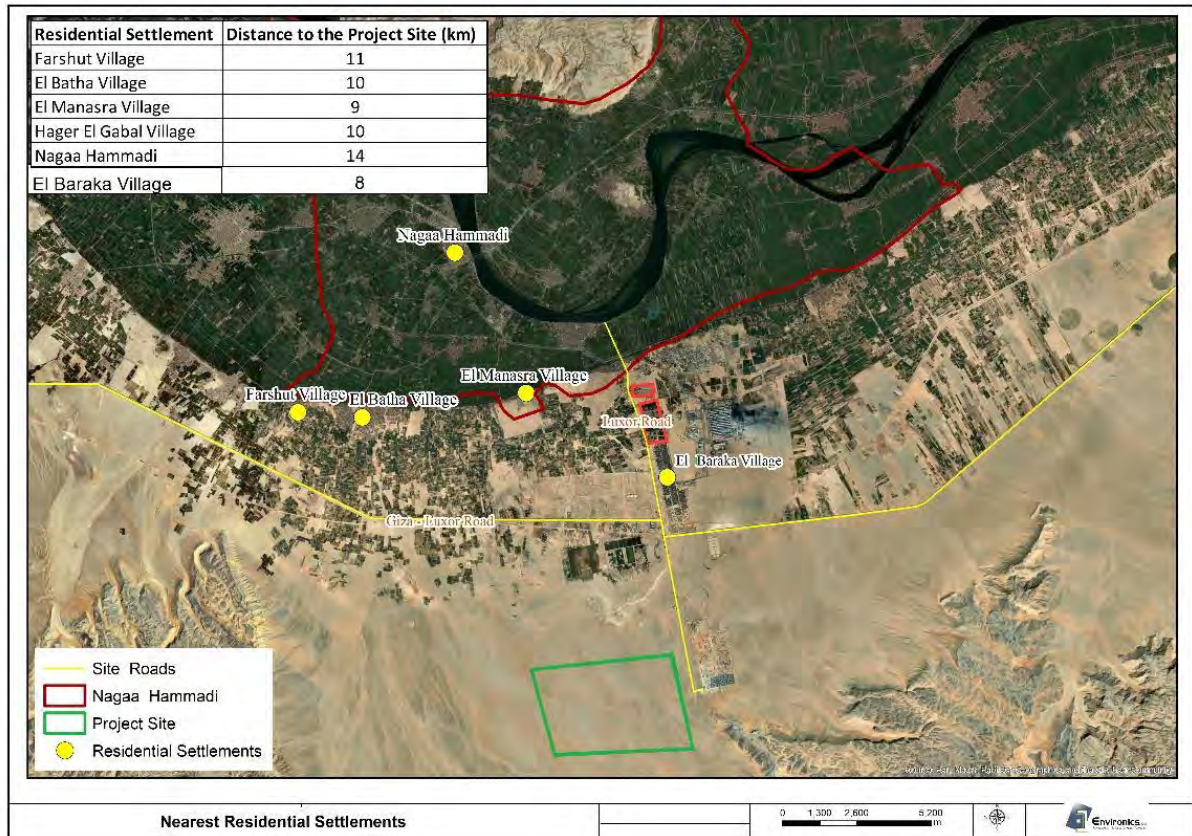 Residential Settlement Distance to the Project Site (km)
Farshut Village 11
El Batha Village 10
El Manasra Village 9
Hager El Gabal Village 10
Nagaa Hammadi 14
El Baraka Village 8
Nagaa Hammadi
El Manasra Village
Farshut Village
El Batha Village
Luxor Road
El Baraka Village
Giza - Luxor Road
Site Roads
Nagaa Hammadi
Project Site
Residential Settlements
Nearest Residential Settlements
0 1,300 2,600 5,200
m
Environics